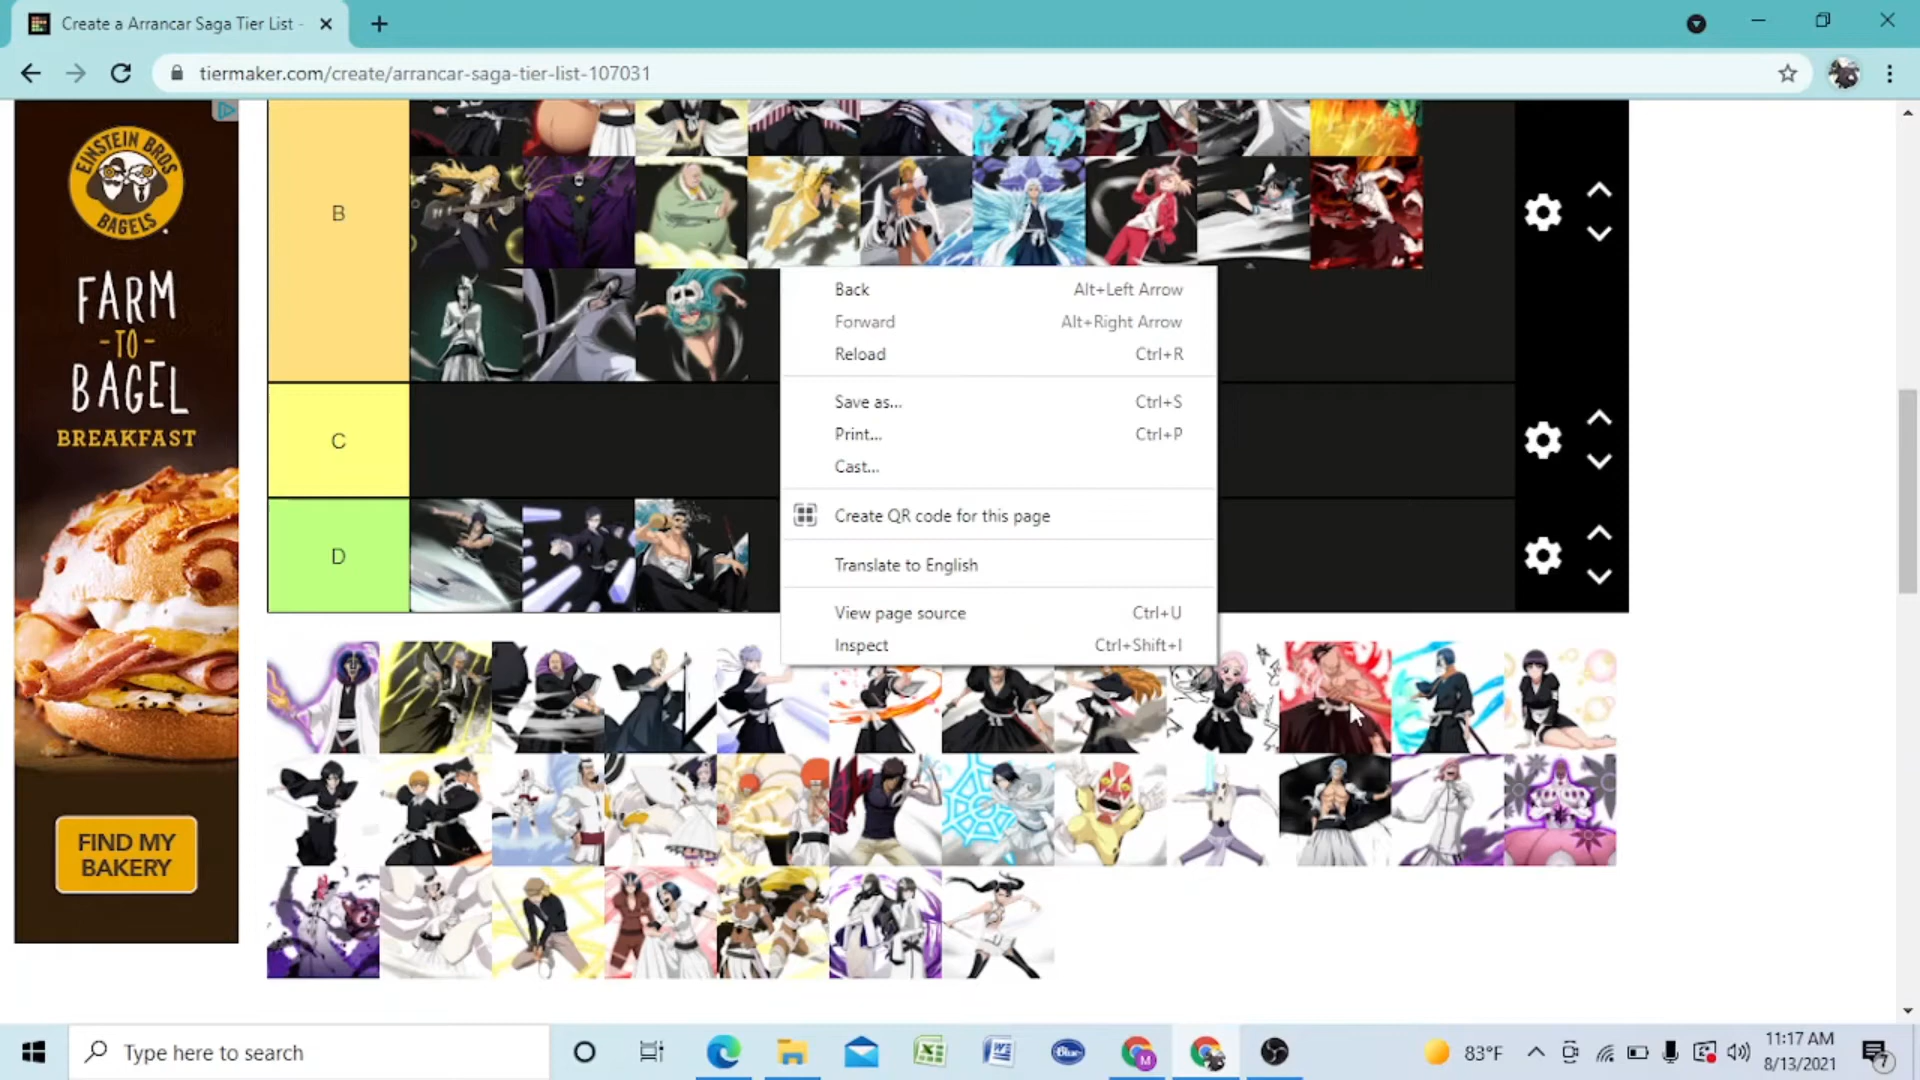 Create a Arrancar Saga Tier List -
tiermaker.com/create/arrancar-saga-tier-list-107031
EINSTEIN BROS
BAGELS
FARM
-TO-
BAGEL
BREAKFAST
FIND MY
BAKERY
B
C
D
Back Alt+Left Arrow
Forward Alt+Right Arrow
Reload Ctrl+R
Save as... Ctrl+S
Print... Ctrl+P
Cast...
Create QR code for this page
Translate to English
View page source Ctrl+U
Inspect Ctrl+Shift+I
Type here to search
Blue
M
83°F
11:17 AM
8/13/2021
7